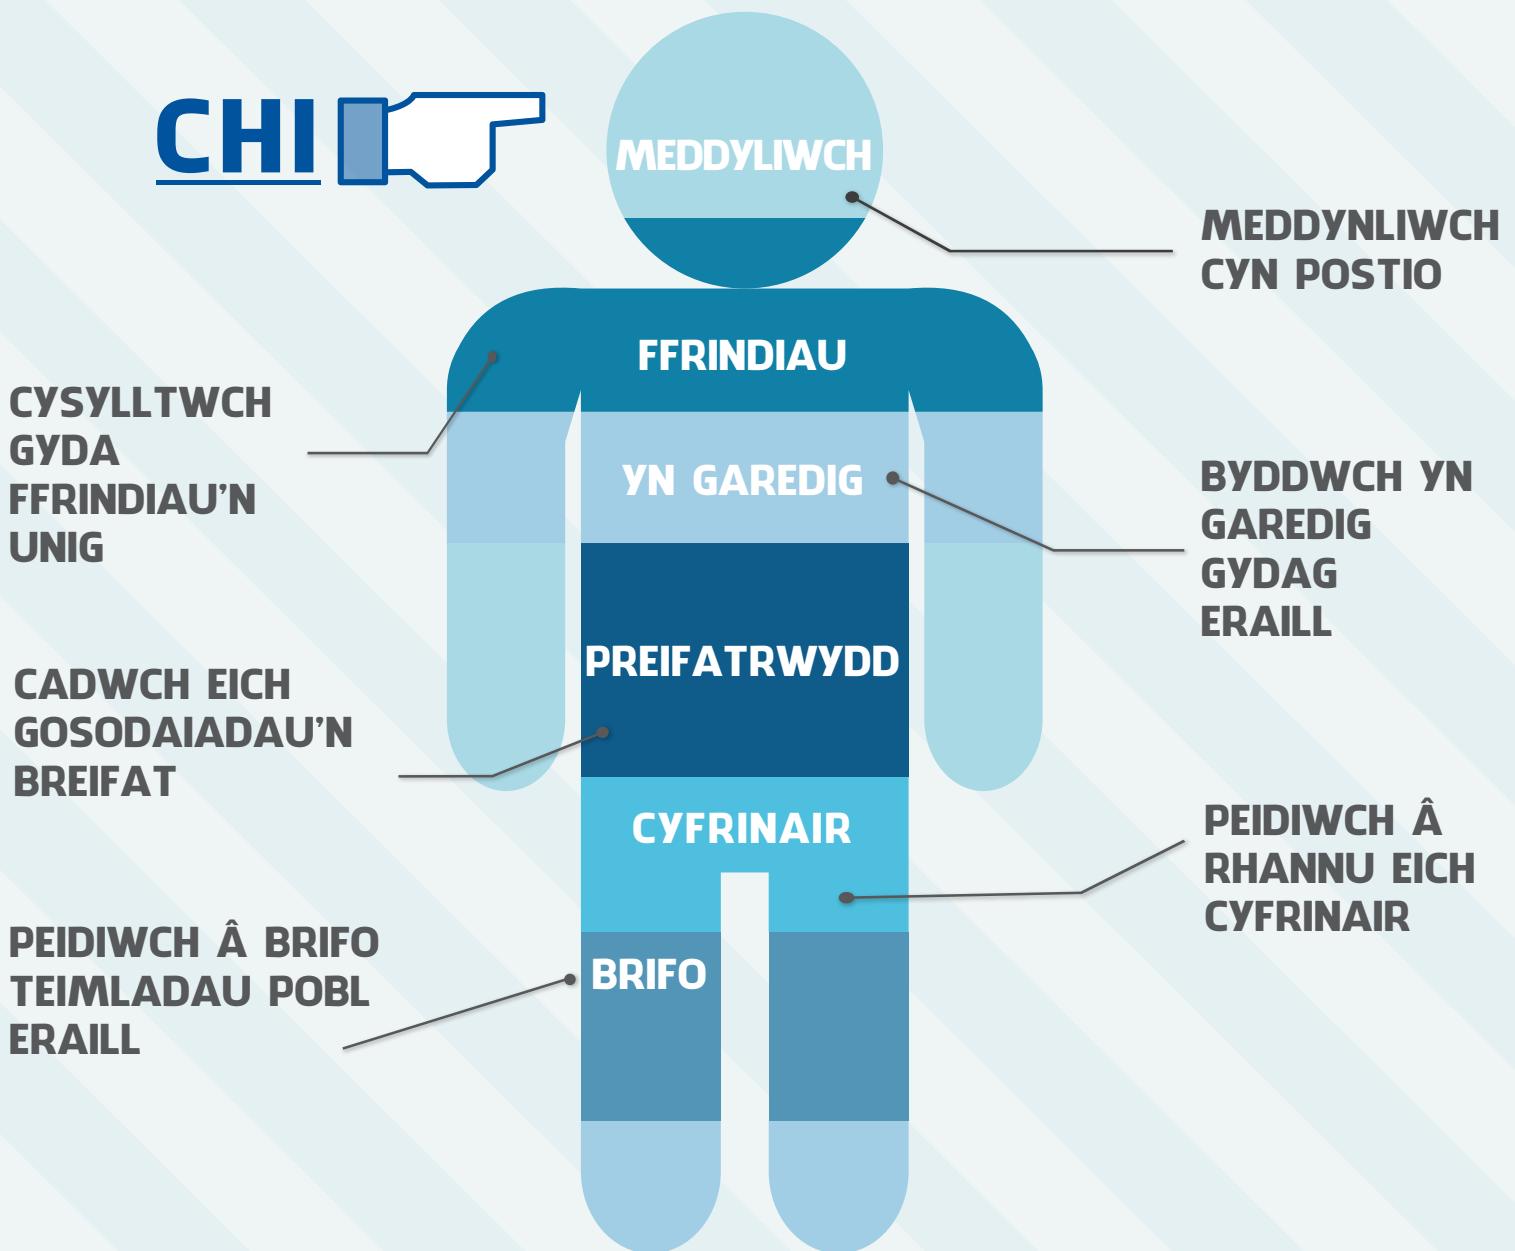 CHI
MEDDYLIWCH
MEDDYNLIWCH
CYN POSTIO
FFRINDIAU
CYSYLLTWCH
GYDA
FFRINDIAU'N
UNIG
YN GAREDIG
BYDDWCH YN
GAREDIG
GYDAG
ERAILL
PREIFATRWYDD
CADWCH EICH
GOSODAIADAU'N
BREIFAT
CYFRINAIR
PEIDIWCH Â
RHANNU EICH
CYFRINAIR
BRIFO
PEIDIWCH Â BRIFO
TEIMLADAU POBL
ERAILL